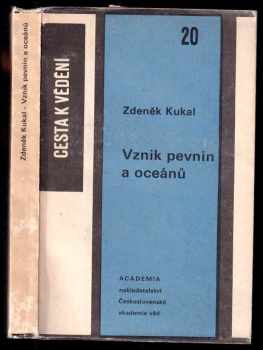 Zdeněk Kukal - Vznik pevnin a oceánů
CESTA K VĚDĚNÍ
20
Zdeněk Kukal
Vznik pevnin
a oceánů
ACADEMIA
nakladatelství
Československé
akademie věd